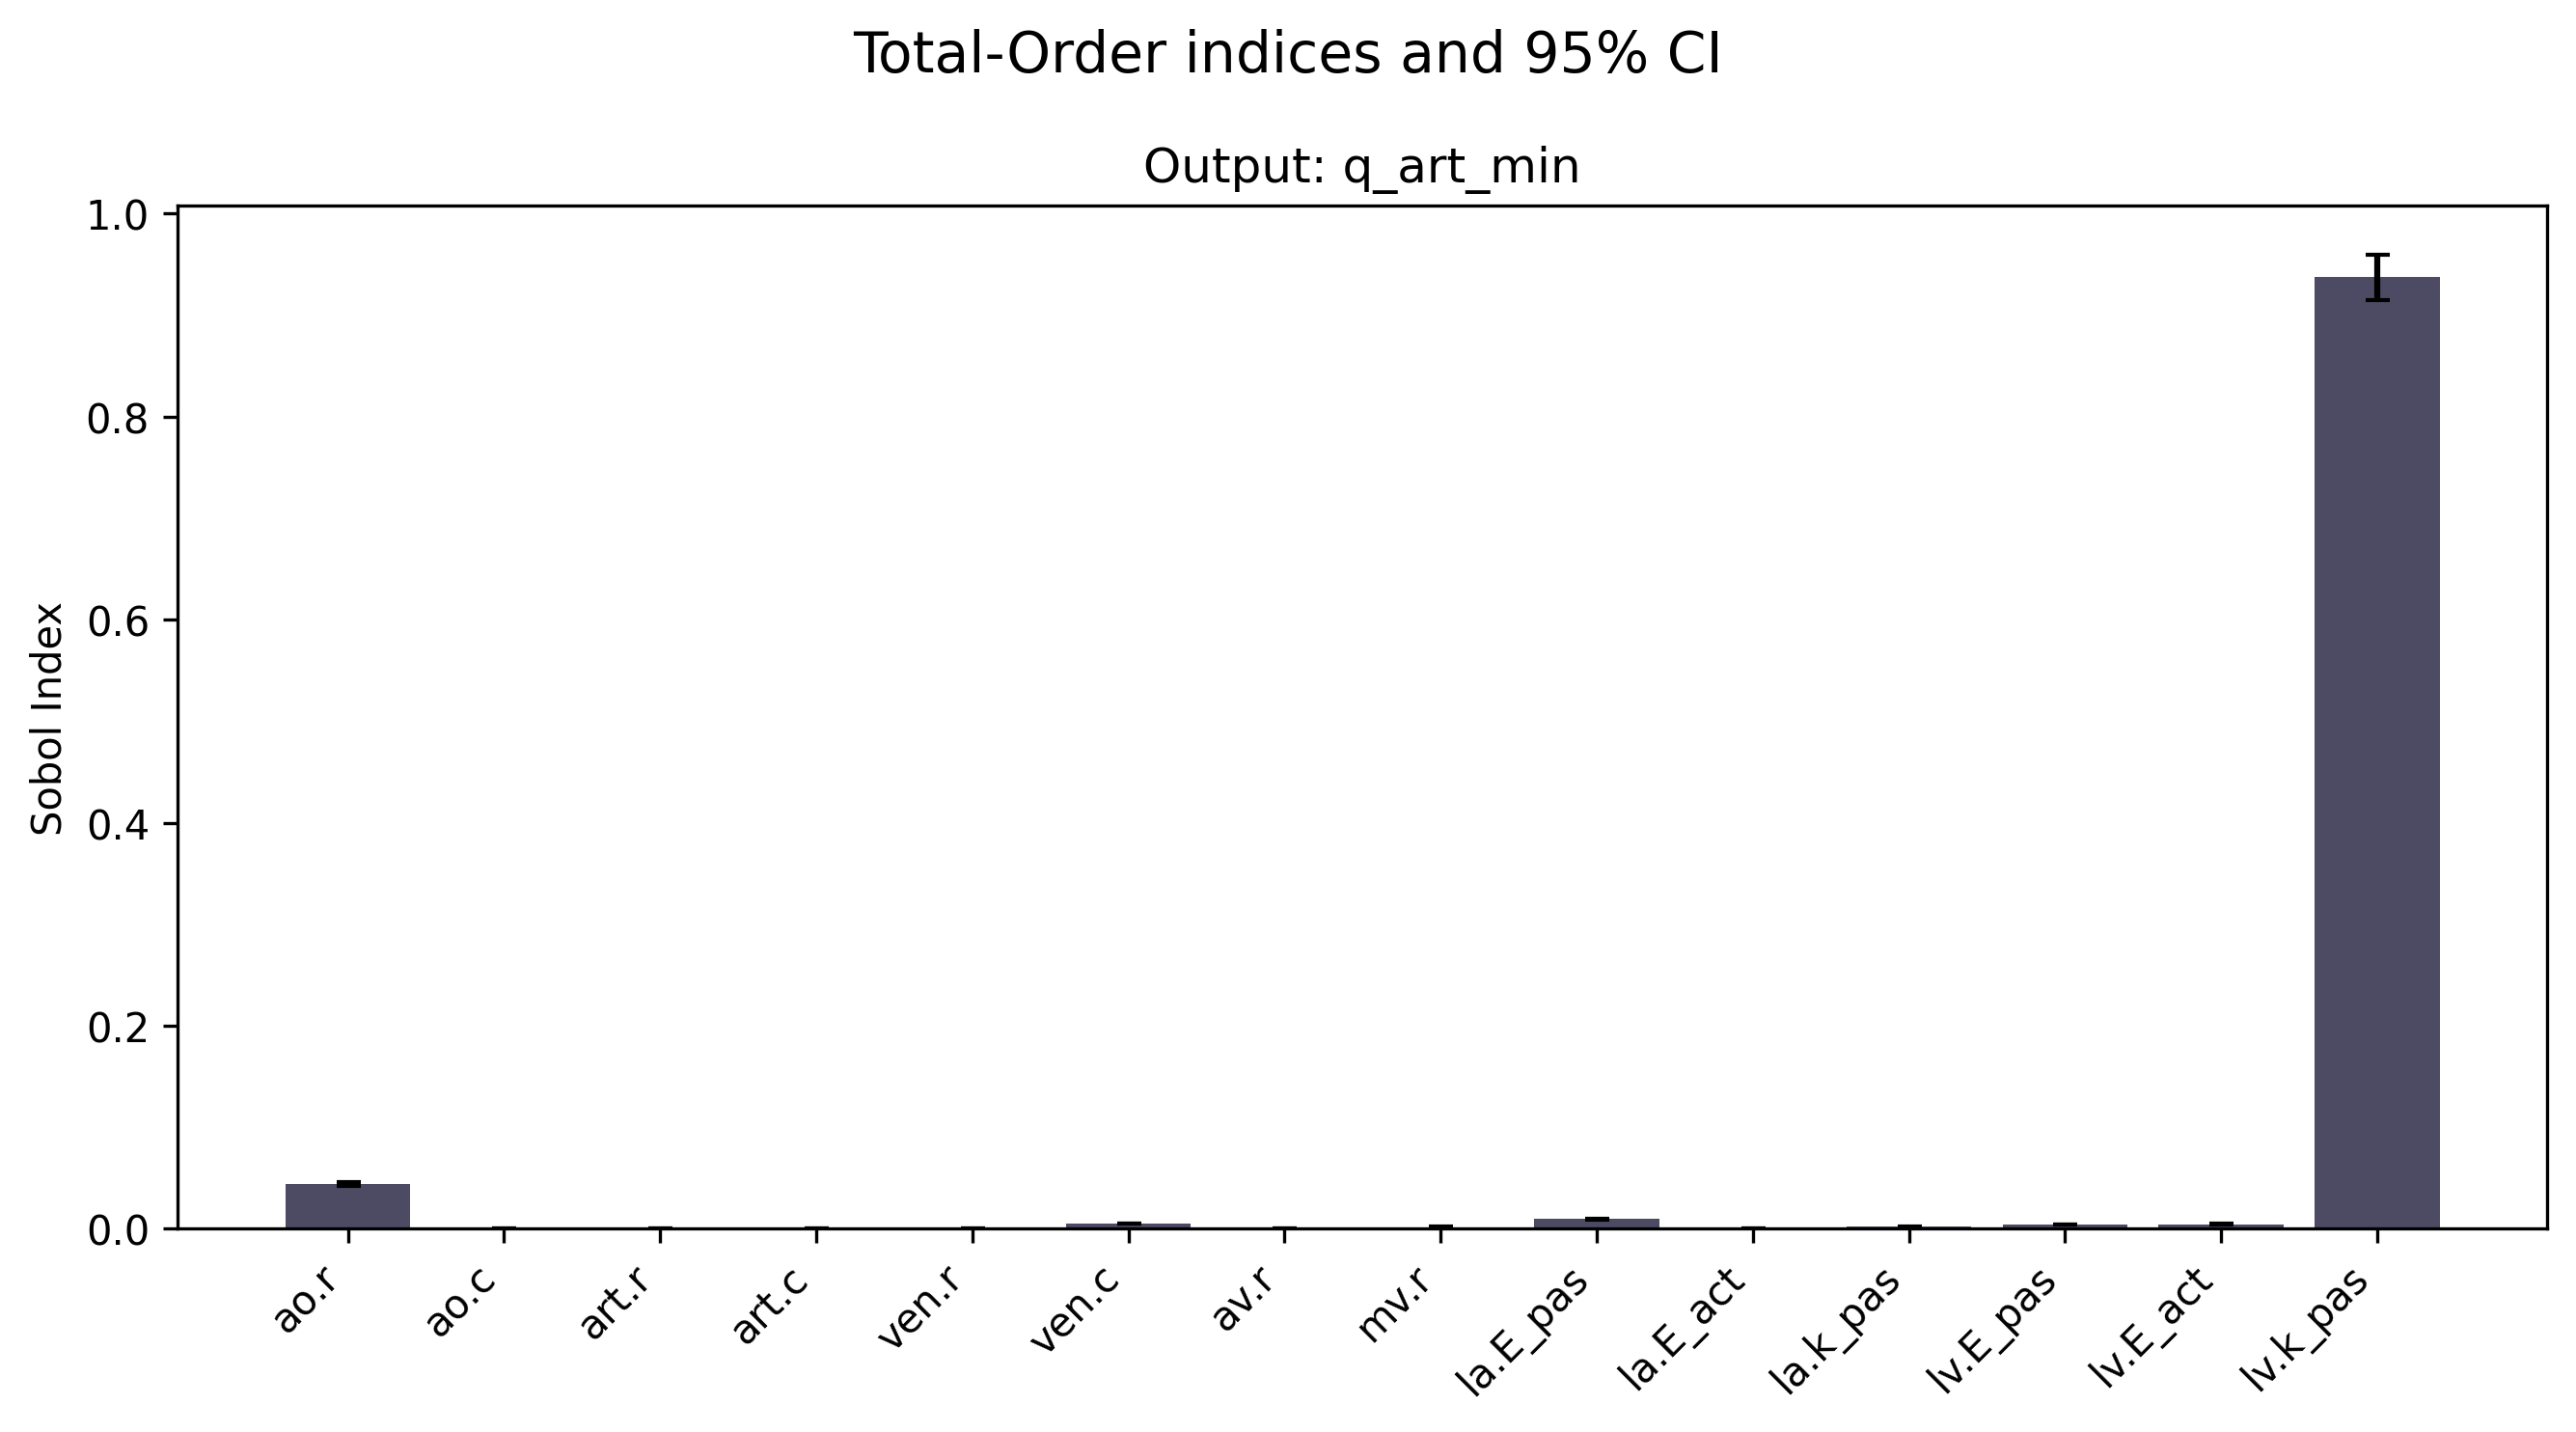 Total-Order indices and 95% CI
Output: q_art_min
Sobol Index
1.0
0.8
0.6
0.4
0.2
0.0
ao.r
ao.c
art.r
art.c
ven.r
ven.c
av.r
mv.r
la.E_pas
la.E_act
la.k_pas
lv.E_pas
lv.E_act
lv.k_pas